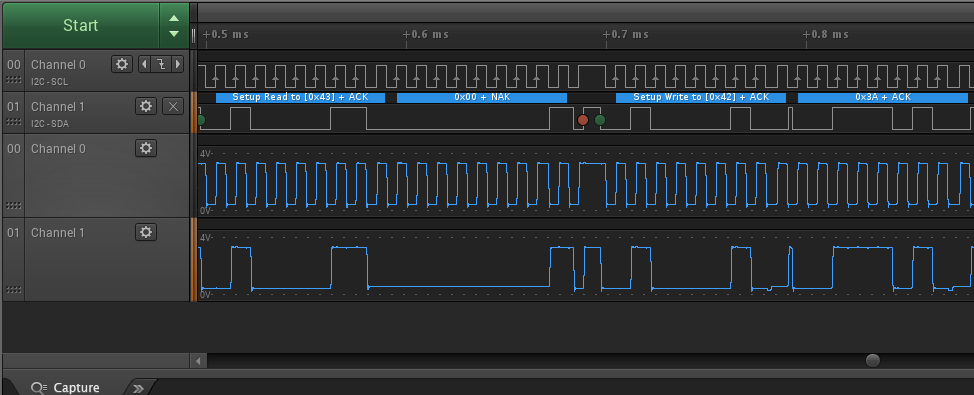 Start
+0.5 ms +0.6 ms +0.7 ms +0.8 ms
00 Channel 0
I2C-SCL
Setup Read to [0x43] + ACK 0x00 + NAK Setup Write to [0x42] + ACK 0x3A + ACK
01 Channel 1
I2C-SDA
00 Channel 0
4V
0V
01 Channel 1
4V
0V
Capture